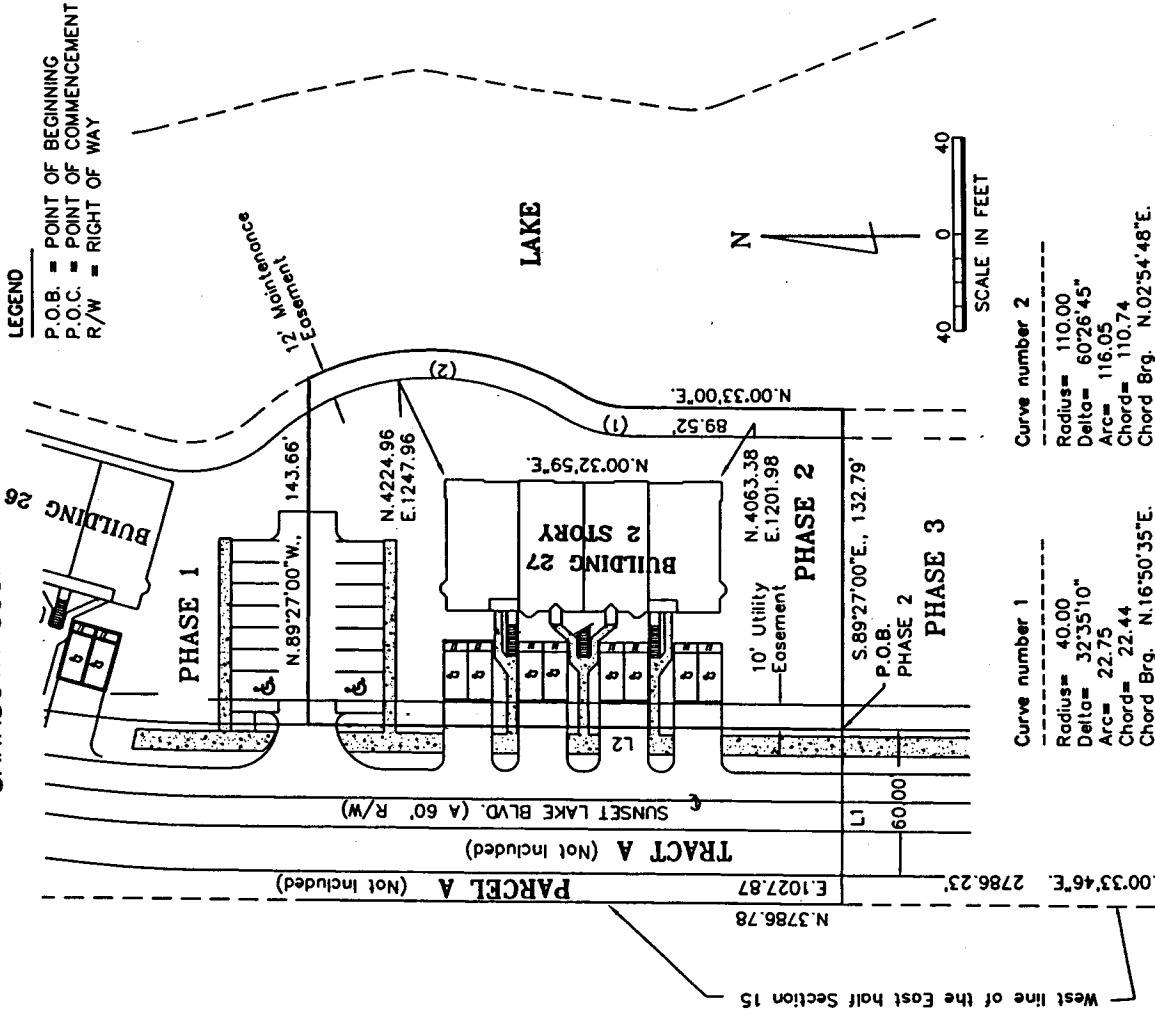 LEGEND
P.O.B. = POINT OF BEGINNING
P.O.C. = POINT OF COMMENCEMENT
R/W = RIGHT OF WAY
12' Maintenance
Easement
LAKE
BUILDING 26
PHASE 1
N.89°27'00"W., 143.66'
N.4224.96
E.1247.96
(2)
(1)
N.00°33'00"E.
89.52'
N.00°32'59"E.
BUILDING 27
2 STORY
N.4063.38
E.1201.98
PHASE 2
10' Utility
Easement
S.89°27'00"E., 132.79'
P.O.B.
PHASE 2
PHASE 3
L2
L1
60.00'
SUNSET LAKE BLVD. (A 60' R/W)
TRACT A (Not Included)
PARCEL A (Not Included)
E.1027.87
N.3786.78
.00°33'46"E. 2786.23'
West line of the East half Section 15
N
40 0 40
SCALE IN FEET
Curve number 1
Radius= 40.00
Delta= 32°35'10"
Arc= 22.75
Chord= 22.44
Chord Brg. N.16°50'35"E.
Curve number 2
Radius= 110.00
Delta= 60°26'45"
Arc= 116.05
Chord= 110.74
Chord Brg. N.02°54'48"E.